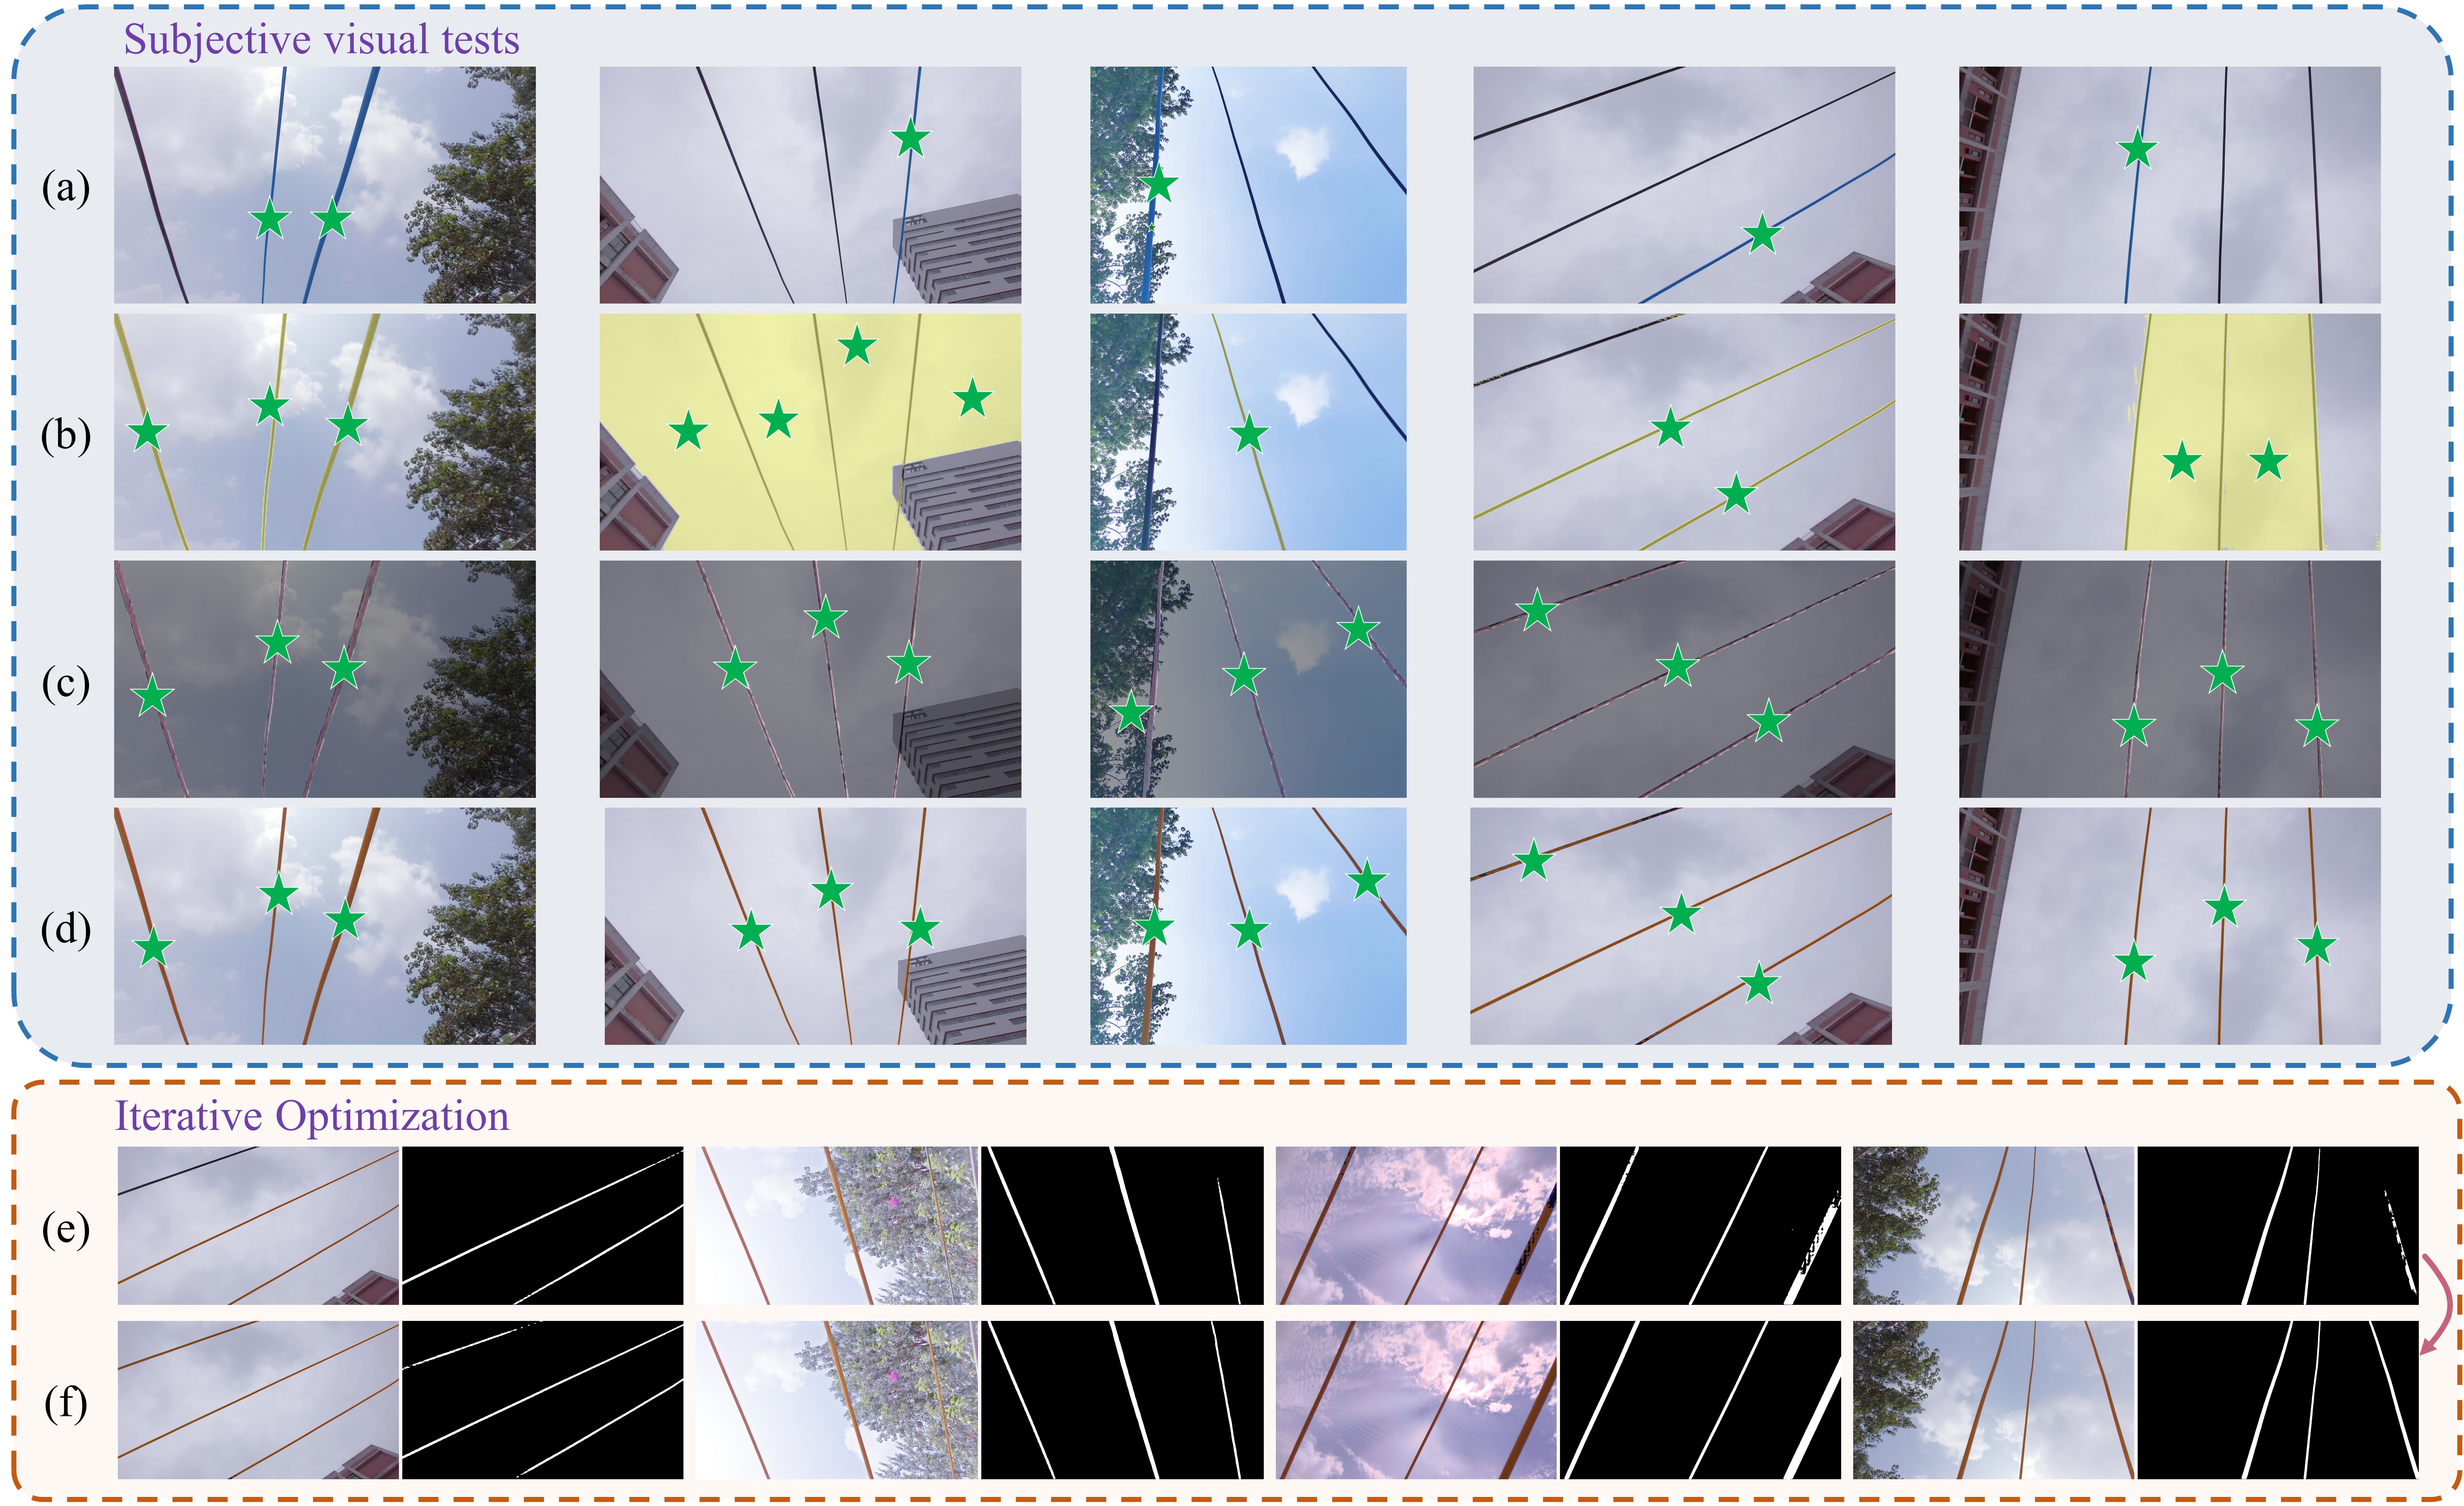 Subjective visual tests
(a)
(b)
(c)
(d)
Iterative Optimization
(e)
(f)